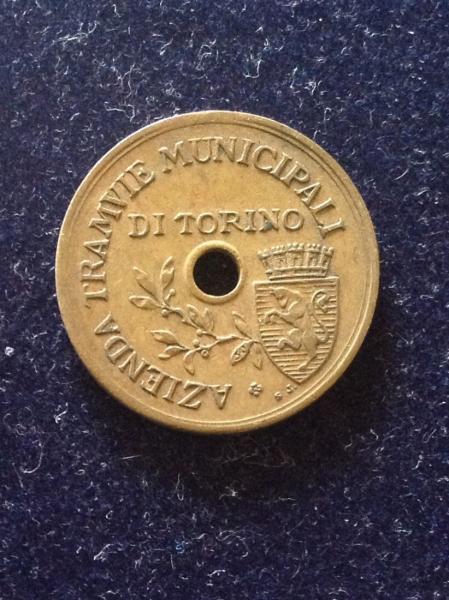 AZIENDA TRAMVIE MUNICIPALI
DI TORINO